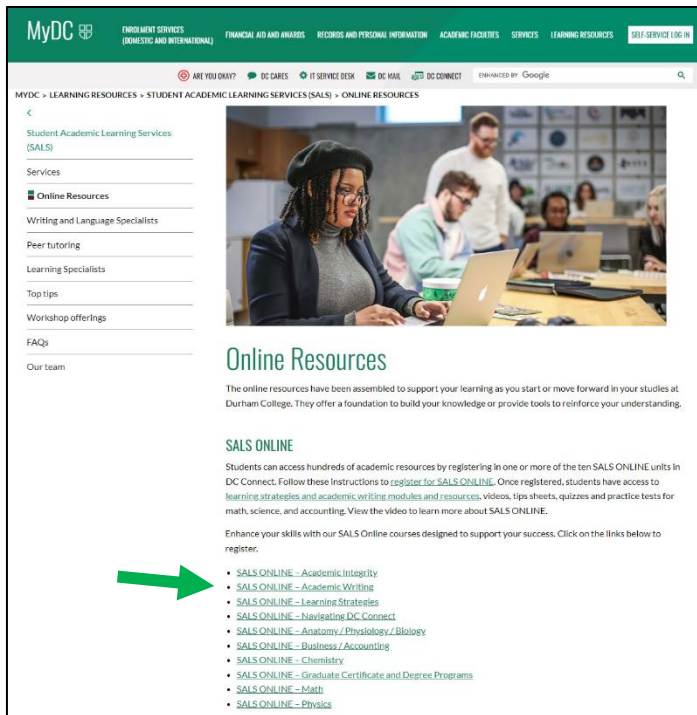 MyDC
ENROLMENT SERVICES
(DOMESTIC AND INTERNATIONAL)
FINANCIAL AID AND AWARDS
RECORDS AND PERSONAL INFORMATION
ACADEMIC FACULTIES
SERVICES
LEARNING RESOURCES
SELF-SERVICE LOG IN
ARE YOU OKAY?
DC CARES
IT SERVICE DESK
DC MAIL
DC CONNECT
ENHANCED BY Google
MYDC > LEARNING RESOURCES > STUDENT ACADEMIC LEARNING SERVICES (SALS) > ONLINE RESOURCES
<
Student Academic Learning Services
(SALS)
Services
Online Resources
Writing and Language Specialists
Peer tutoring
Learning Specialists
Top tips
Workshop offerings
FAQs
Our team
Online Resources
The online resources have been assembled to support your learning as you start or move forward in your studies at
Durham College. They offer a foundation to build your knowledge or provide tools to reinforce your understanding.
SALS ONLINE
Students can access hundreds of academic resources by registering in one or more of the ten SALS ONLINE units in
DC Connect. Follow these instructions to register for SALS ONLINE. Once registered, students have access to
learning strategies and academic writing modules and resources, videos, tips sheets, quizzes and practice tests for
math, science, and accounting. View the video to learn more about SALS ONLINE.
Enhance your skills with our SALS Online courses designed to support your success. Click on the links below to
register.
• SALS ONLINE – Academic Integrity
• SALS ONLINE – Academic Writing
• SALS ONLINE – Learning Strategies
• SALS ONLINE – Navigating DC Connect
• SALS ONLINE – Anatomy / Physiology / Biology
• SALS ONLINE – Business / Accounting
• SALS ONLINE – Chemistry
• SALS ONLINE – Graduate Certificate and Degree Programs
• SALS ONLINE – Math
• SALS ONLINE – Physics